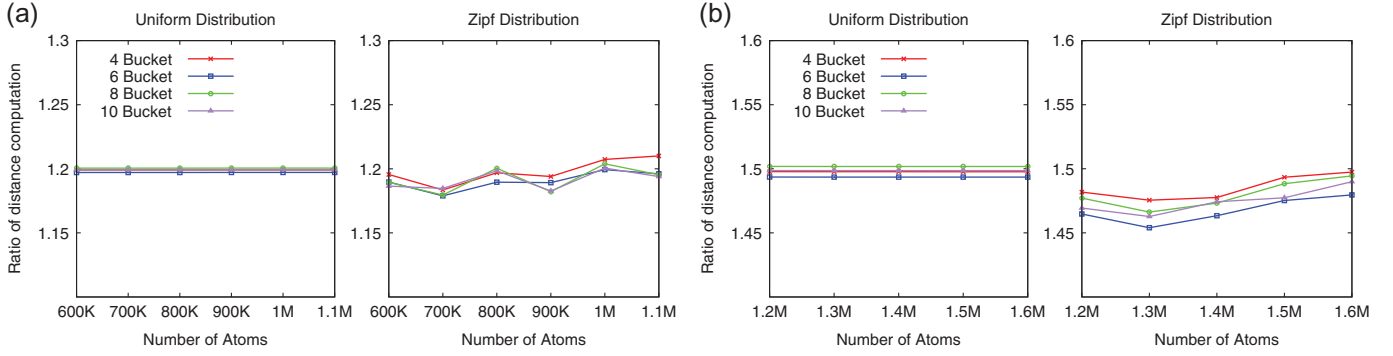 (a)
Uniform Distribution
Ratio of distance computation
1.3
1.25
1.2
1.15
4 Bucket
6 Bucket
8 Bucket
10 Bucket
600K 700K 800K 900K 1M 1.1M
Number of Atoms
Zipf Distribution
1.3
1.25
1.2
1.15
600K 700K 800K 900K 1M 1.1M
Number of Atoms
(b)
Uniform Distribution
Ratio of distance computation
1.6
1.55
1.5
1.45
4 Bucket
6 Bucket
8 Bucket
10 Bucket
1.2M 1.3M 1.4M 1.5M 1.6M
Number of Atoms
Zipf Distribution
1.6
1.55
1.5
1.45
1.2M 1.3M 1.4M 1.5M 1.6M
Number of Atoms